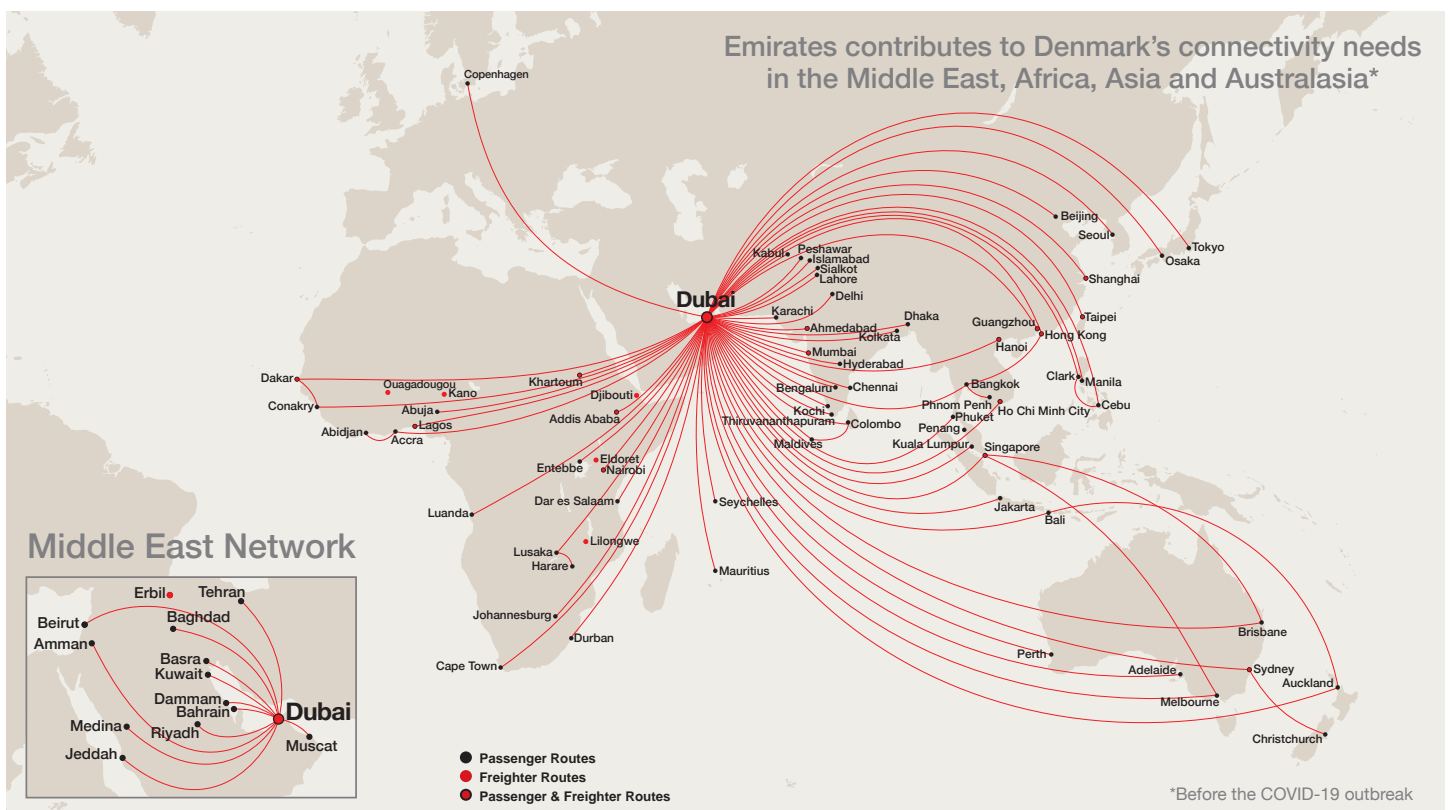 Emirates contributes to Denmark's connectivity needs
in the Middle East, Africa, Asia and Australasia*
Copenhagen
Beijing
Seoul
Tokyo
Osaka
Kabul
Peshawar
Islamabad
Sialkot
Lahore
Shanghai
Delhi
Dubai
Karachi
Dhaka
Guangzhou
Taipei
Ahmedabad
Kolkata
Hong Kong
Hanoi
Mumbai
Hyderabad
Dakar
Khartoum
Clark
Manila
Ouagadougou
Kano
Djibouti
Bengaluru
Chennai
Bangkok
Conakry
Abuja
Addis Ababa
Kochi
Phnom Penh
Ho Chi Minh City
Cebu
Lagos
Thiruvananthapuram
Colombo
Phuket
Abidjan
Accra
Penang
Maldives
Kuala Lumpur
Singapore
Entebbe
Eldoret
Nairobi
Dar es Salaam
Seychelles
Luanda
Jakarta
Bali
Lusaka
Lilongwe
Harare
Mauritius
Johannesburg
Durban
Brisbane
Cape Town
Perth
Adelaide
Sydney
Auckland
Melbourne
Christchurch
Middle East Network
Erbil
Tehran
Beirut
Baghdad
Amman
Basra
Kuwait
Dammam
Bahrain
Dubai
Medina
Riyadh
Muscat
Jeddah
Passenger Routes
Freighter Routes
Passenger & Freighter Routes
*Before the COVID-19 outbreak